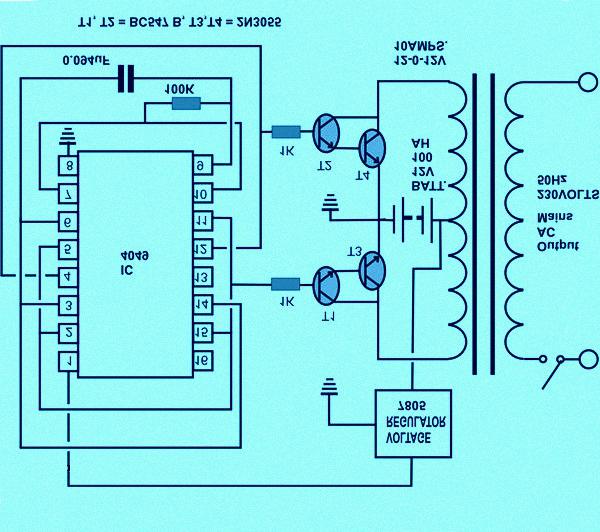 VOLTAGE
REGULATOR
7805
1
16
2
15
3
14
4
13
5
12
6
11
7
10
8
9
IC
4049
T1
1K
T3
Output
AC
Mains
230VOLTS
50Hz
BATT.
12V
100
AH
T4
T2
1K
100K
0.094uF
12-0-12V
10AMPS.
T1, T2 = BC547 B, T3,T4 = 2N3055